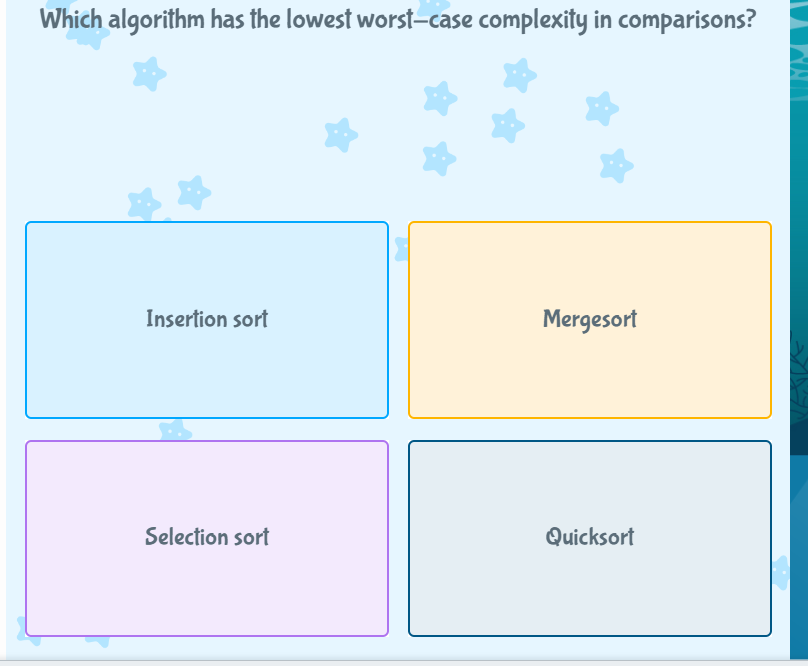 Which algorithm has the lowest worst-case complexity in comparisons?
Insertion sort
Mergesort
Selection sort
Quicksort